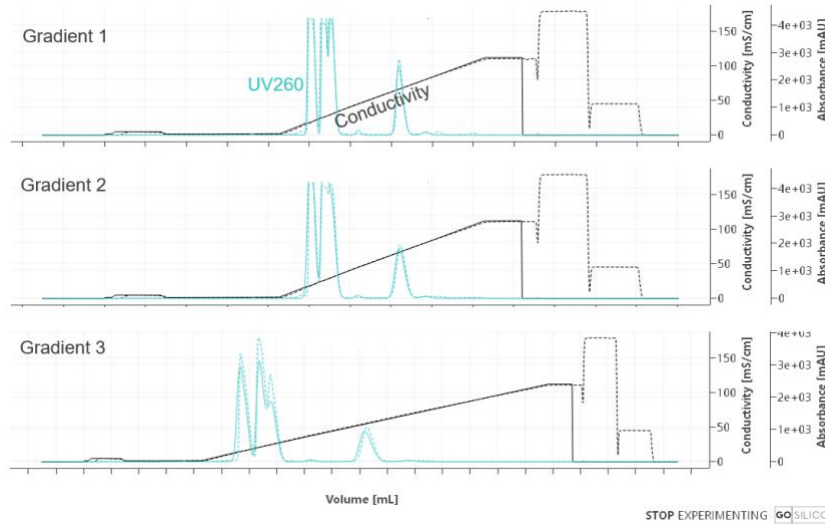 Gradient 1
UV260
Conductivity
150
100
50
0
Conductivity [mS/cm]
4e+03
3e+03
2e+03
1e+03
0
Absorbance [mAU]
Gradient 2
150
100
50
0
Conductivity [mS/cm]
4e+03
3e+03
2e+03
1e+03
0
Absorbance [mAU]
Gradient 3
150
100
50
0
Conductivity [mS/cm]
4e+03
3e+03
2e+03
1e+03
0
Absorbance [mAU]
Volume [mL]
STOP EXPERIMENTING GO SILICO